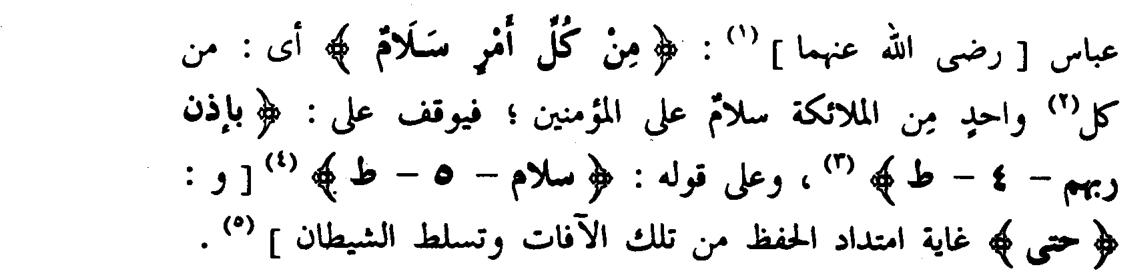 عباس [ رضى الله عنهما ] (١) : ﴿ مِنْ كُلِّ أَمْرٍ سَلَامٌ ﴾ أى : من
كل(٢) واحدٍ مِن الملائكة سلامٌ على المؤمنين ؛ فيوقف على : ﴿ بإذن
ربهم – ٤ – ط ﴾ (٣) ، وعلى قوله : ﴿ سلام – ٥ – ط ﴾ (٤) [ و :
﴿ حتى ﴾ غاية امتداد الحفظ من تلك الآفات وتسلط الشيطان ] (٥) .